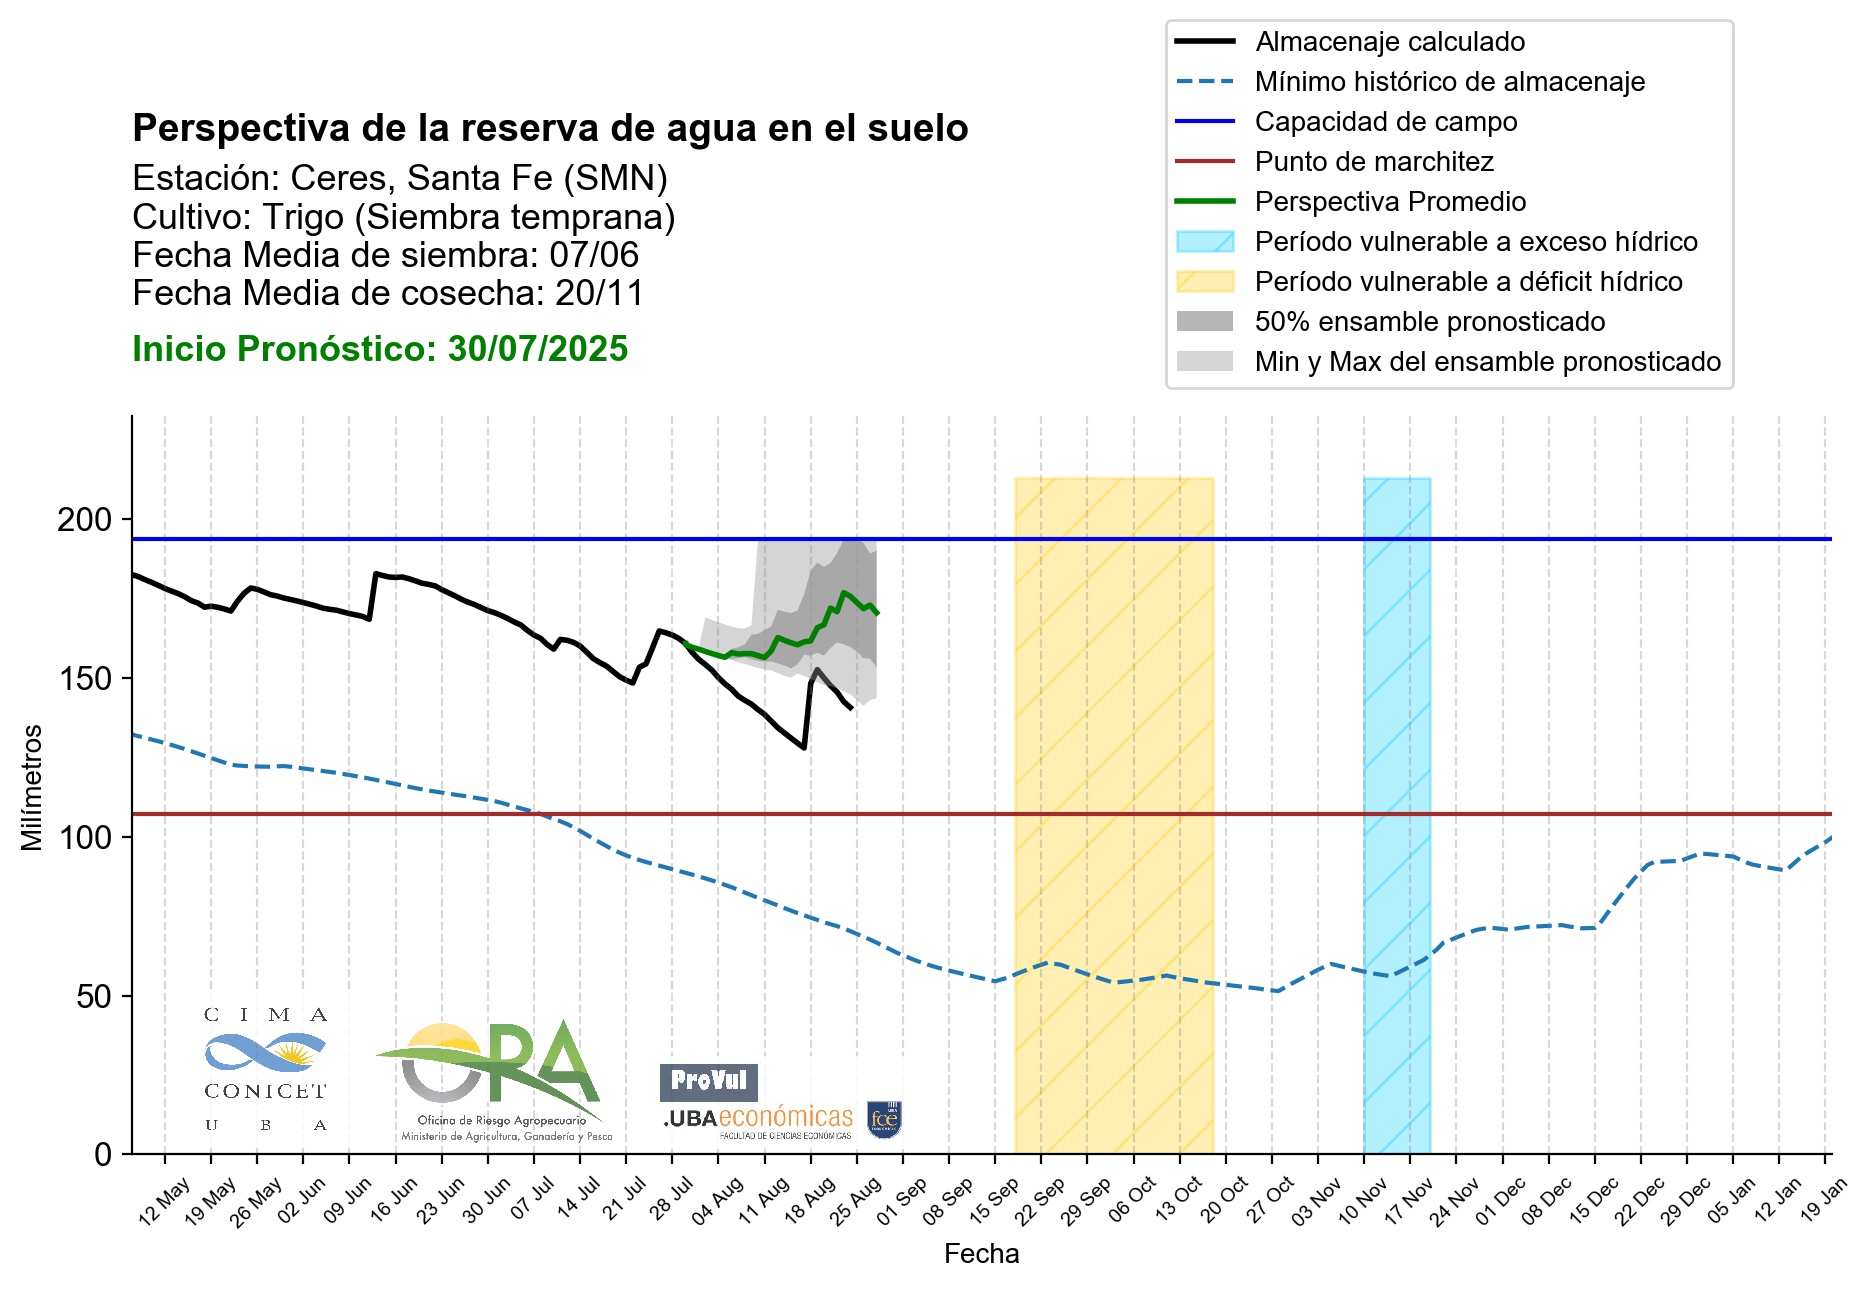 Almacenaje calculado
Mínimo histórico de almacenaje
Capacidad de campo
Punto de marchitez
Perspectiva Promedio
Período vulnerable a exceso hídrico
Período vulnerable a déficit hídrico
50% ensamble pronosticado
Min y Max del ensamble pronosticado
Perspectiva de la reserva de agua en el suelo
Estación: Ceres, Santa Fe (SMN)
Cultivo: Trigo (Siembra temprana)
Fecha Media de siembra: 07/06
Fecha Media de cosecha: 20/11
Inicio Pronóstico: 30/07/2025
200
150
100
50
0
Milímetros
CIMA
CONICET
UBA
ORA
Oficina de Riesgo Agropecuario
Ministerio de Agricultura, Ganadería y Pesca
ProVul
.UBAeconómicas
FACULTAD DE CIENCIAS ECONÓMICAS
UBA
fce
12 May
19 May
26 May
02 Jun
09 Jun
16 Jun
23 Jun
30 Jun
07 Jul
14 Jul
21 Jul
28 Jul
04 Aug
11 Aug
18 Aug
25 Aug
01 Sep
08 Sep
15 Sep
22 Sep
29 Sep
06 Oct
13 Oct
20 Oct
27 Oct
03 Nov
10 Nov
17 Nov
24 Nov
01 Dec
08 Dec
15 Dec
22 Dec
29 Dec
05 Jan
12 Jan
19 Jan
Fecha